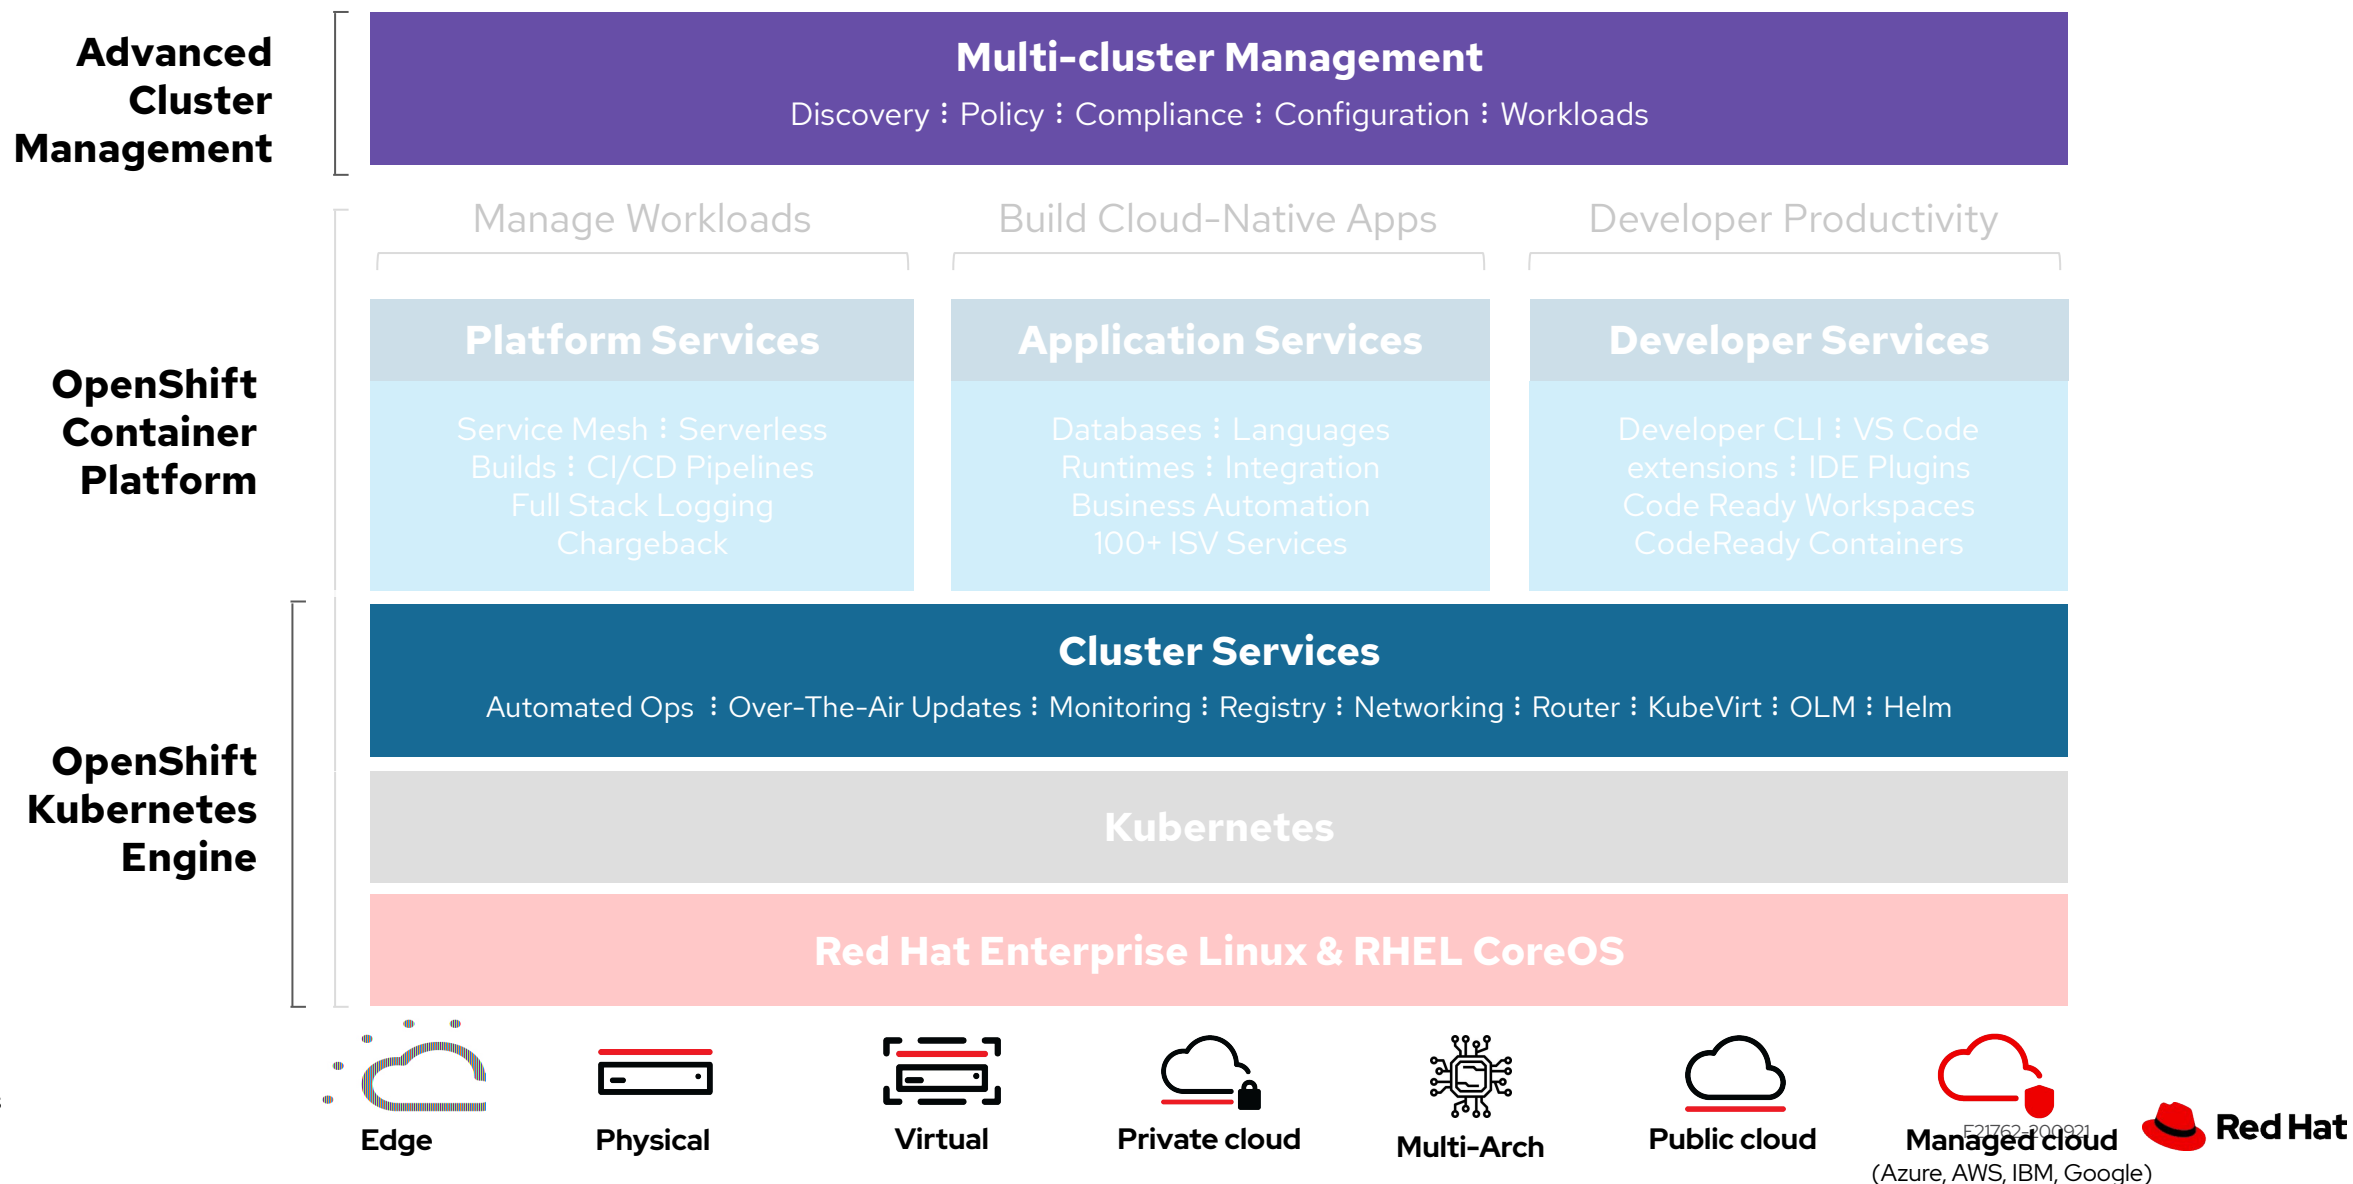 Advanced
Cluster
Management
Multi-cluster Management
Discovery ⋮ Policy ⋮ Compliance ⋮ Configuration ⋮ Workloads
Manage Workloads
Build Cloud-Native Apps
Developer Productivity
OpenShift
Container
Platform
Platform Services
Service Mesh ⋮ Serverless
Builds ⋮ CI/CD Pipelines
Full Stack Logging
Chargeback
Application Services
Databases ⋮ Languages
Runtimes ⋮ Integration
Business Automation
100+ ISV Services
Developer Services
Developer CLI ⋮ VS Code
extensions ⋮ IDE Plugins
Code Ready Workspaces
CodeReady Containers
OpenShift
Kubernetes
Engine
Cluster Services
Automated Ops ⋮ Over-The-Air Updates ⋮ Monitoring ⋮ Registry ⋮ Networking ⋮ Router ⋮ KubeVirt ⋮ OLM ⋮ Helm
Kubernetes
Red Hat Enterprise Linux & RHEL CoreOS
Edge
Physical
Virtual
Private cloud
Multi-Arch
Public cloud
Managed cloud
(Azure, AWS, IBM, Google)
F21762-200921
Red Hat